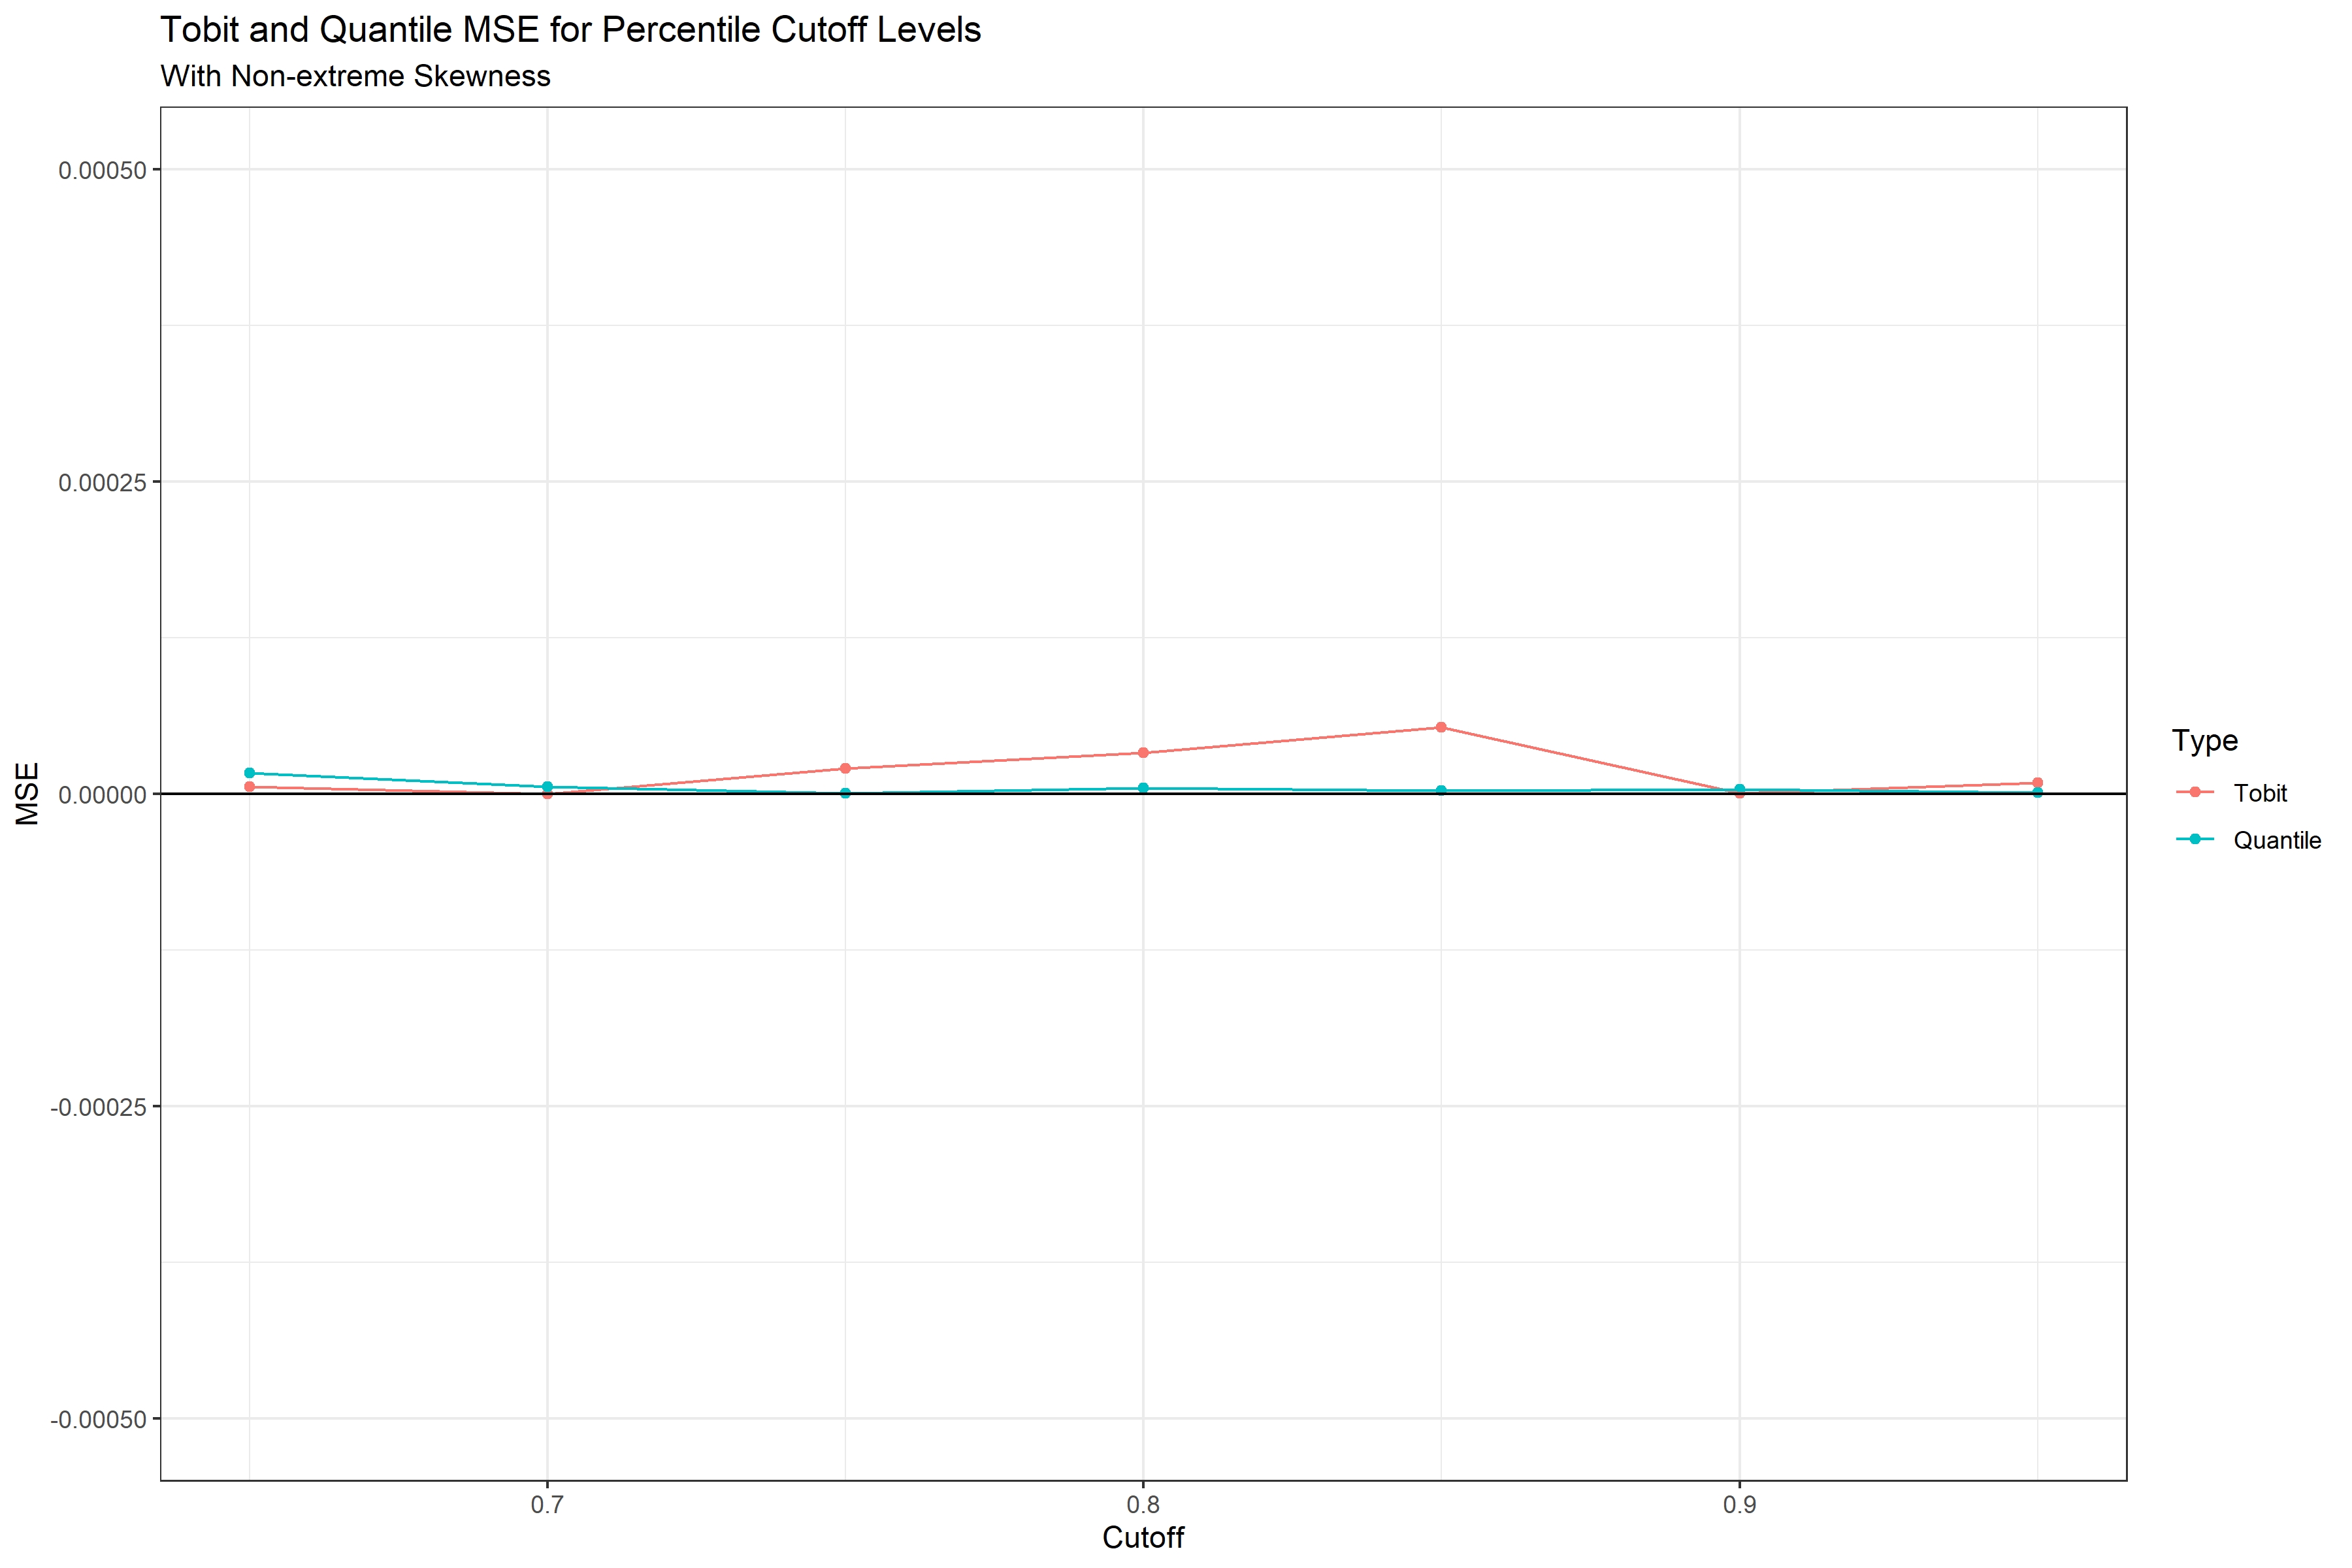 Tobit and Quantile MSE for Percentile Cutoff Levels
With Non-extreme Skewness
MSE
0.00050
0.00025
0.00000
-0.00025
-0.00050
0.7
0.8
0.9
Cutoff
Type
Tobit
Quantile